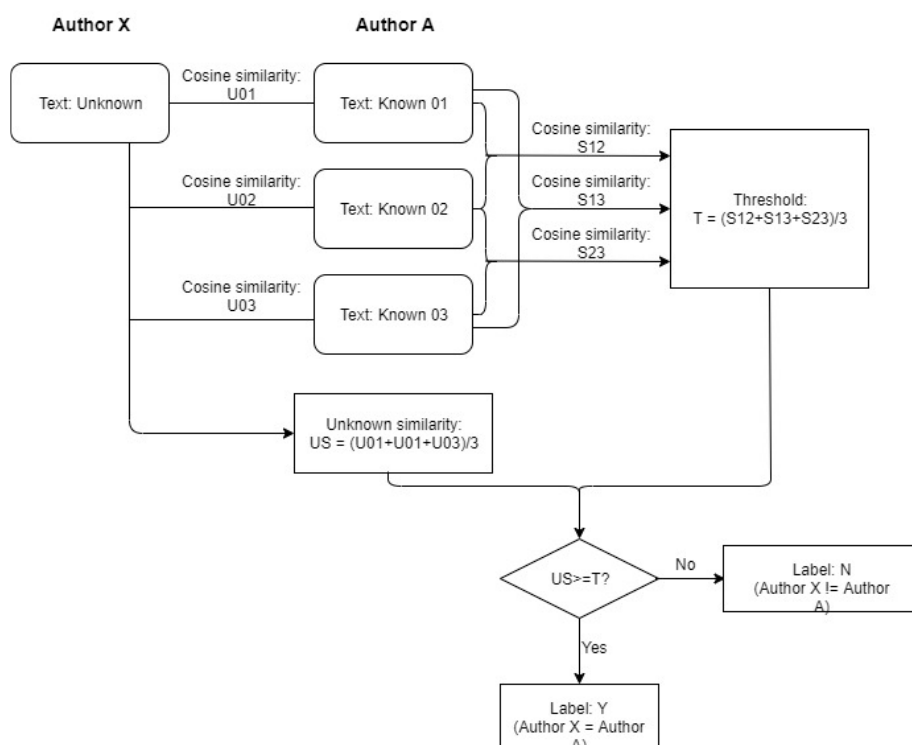 Author X
Author A
Text: Unknown
Cosine similarity:
U01
Text: Known 01
Cosine similarity:
S12
Cosine similarity:
U02
Text: Known 02
Cosine similarity:
S13
Threshold:
T = (S12+S13+S23)/3
Cosine similarity:
S23
Cosine similarity:
U03
Text: Known 03
Unknown similarity:
US = (U01+U01+U03)/3
US>=T?
No
Label: N
(Author X != Author
A)
Yes
Label: Y
(Author X = Author
A)